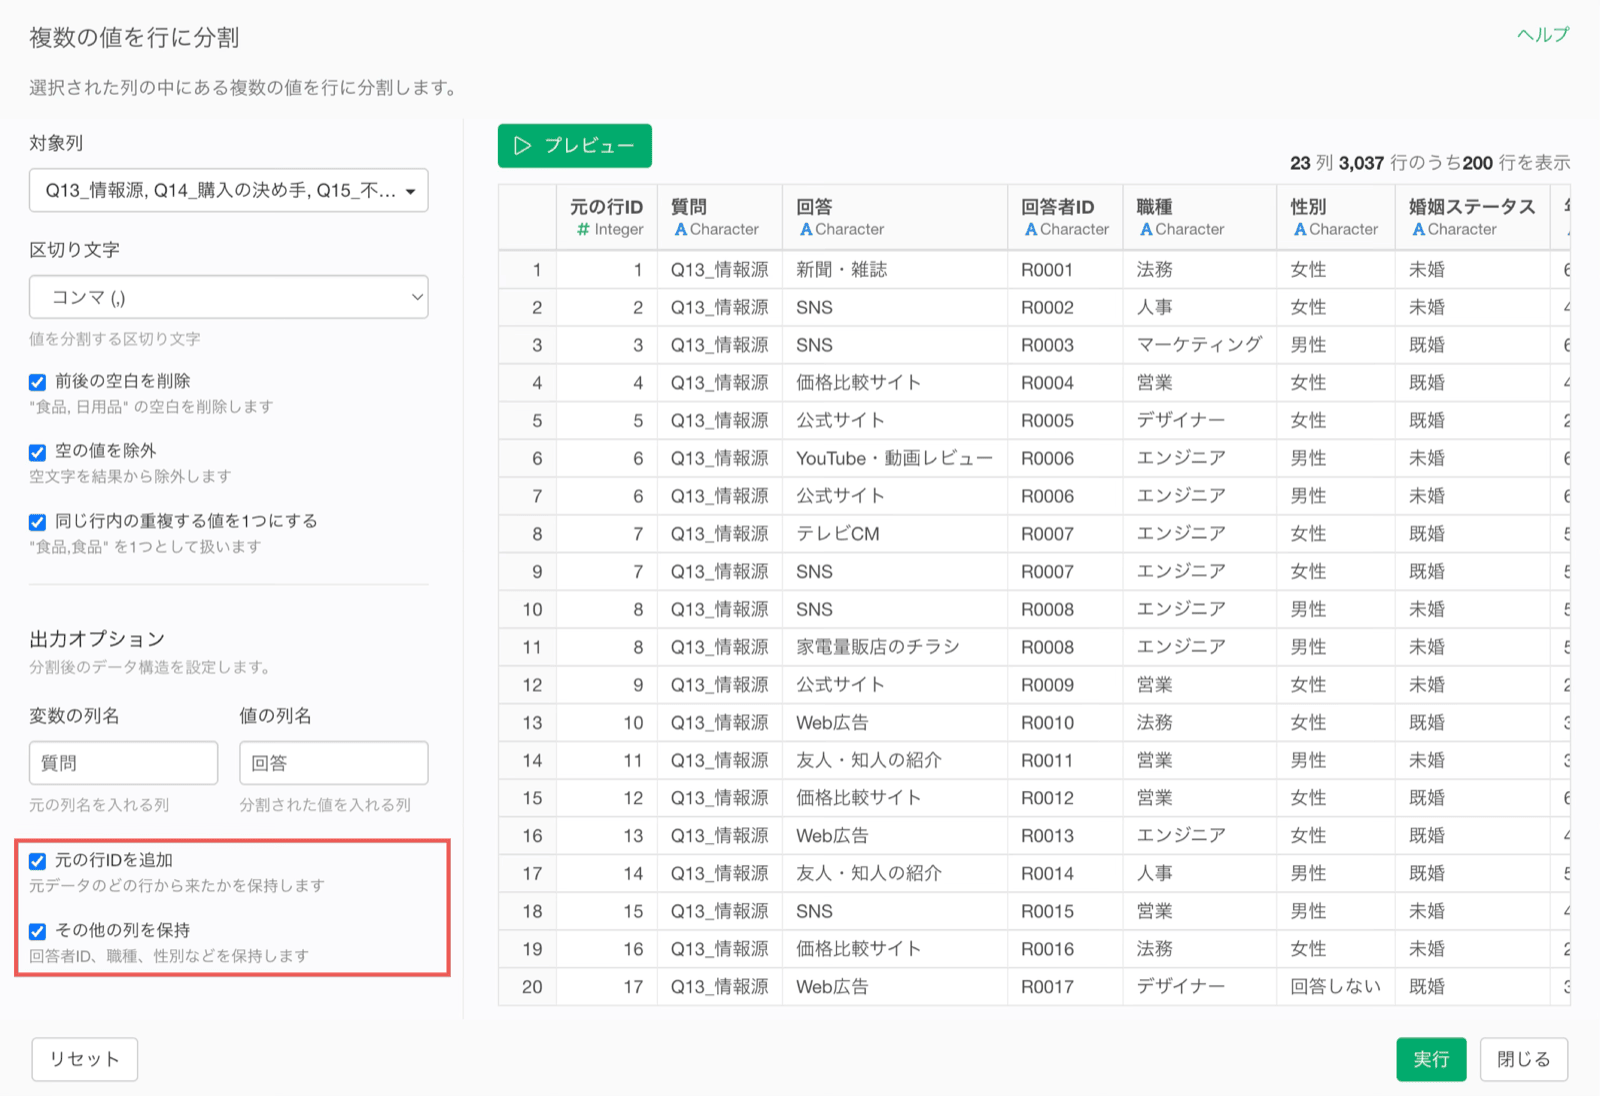 複数の値を行に分割
ヘルプ
選択された列の中にある複数の値を行に分割します。
対象列
Q13_情報源, Q14_購入の決め手, Q15_不...
区切り文字
コンマ (,)
値を分割する区切り文字
前後の空白を削除
"食品, 日用品" の空白を削除します
空の値を除外
空文字を結果から除外します
同じ行内の重複する値を1つにする
"食品,食品" を1つとして扱います
出力オプション
分割後のデータ構造を設定します。
変数の列名 値の列名
質問 回答
元の列名を入れる列 分割された値を入れる列
元の行IDを追加
元データのどの行から来たかを保持します
その他の列を保持
回答者ID、職種、性別などを保持します
プレビュー
23 列 3,037 行のうち200 行を表示
元の行ID 質問 回答 回答者ID 職種 性別 婚姻ステータス
# Integer A Character A Character A Character A Character A Character A Character
1 1 Q13_情報源 新聞・雑誌 R0001 法務 女性 未婚 6
2 2 Q13_情報源 SNS R0002 人事 女性 未婚 4
3 3 Q13_情報源 SNS R0003 マーケティング 男性 既婚 6
4 4 Q13_情報源 価格比較サイト R0004 営業 女性 既婚 4
5 5 Q13_情報源 公式サイト R0005 デザイナー 女性 既婚 2
6 6 Q13_情報源 YouTube・動画レビュー R0006 エンジニア 男性 未婚 6
7 6 Q13_情報源 公式サイト R0006 エンジニア 男性 未婚 6
8 7 Q13_情報源 テレビCM R0007 エンジニア 女性 既婚 5
9 7 Q13_情報源 SNS R0007 エンジニア 女性 既婚 5
10 8 Q13_情報源 SNS R0008 エンジニア 男性 未婚 5
11 8 Q13_情報源 家電量販店のチラシ R0008 エンジニア 男性 未婚 5
12 9 Q13_情報源 公式サイト R0009 営業 女性 未婚 2
13 10 Q13_情報源 Web広告 R0010 法務 女性 既婚 3
14 11 Q13_情報源 友人・知人の紹介 R0011 営業 男性 未婚 3
15 12 Q13_情報源 価格比較サイト R0012 営業 女性 既婚 6
16 13 Q13_情報源 Web広告 R0013 エンジニア 女性 既婚 4
17 14 Q13_情報源 友人・知人の紹介 R0014 人事 男性 既婚 5
18 15 Q13_情報源 SNS R0015 営業 男性 未婚 4
19 16 Q13_情報源 価格比較サイト R0016 法務 女性 未婚 2
20 17 Q13_情報源 Web広告 R0017 デザイナー 回答しない 既婚 3
リセット
実行 閉じる